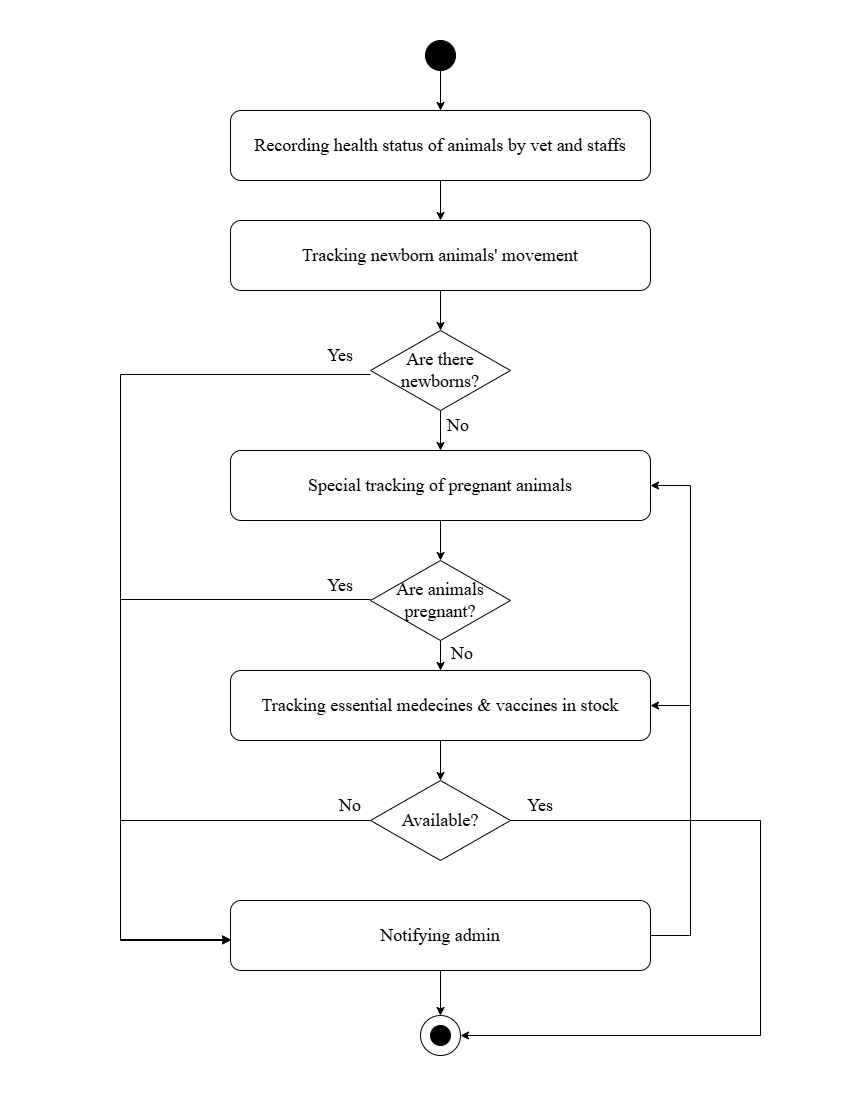 Recording health status of animals by vet and staffs
Tracking newborn animals' movement
Yes
Are there
newborns?
No
Special tracking of pregnant animals
Yes
Are animals
pregnant?
No
Tracking essential medecines & vaccines in stock
No
Available?
Yes
Notifying admin